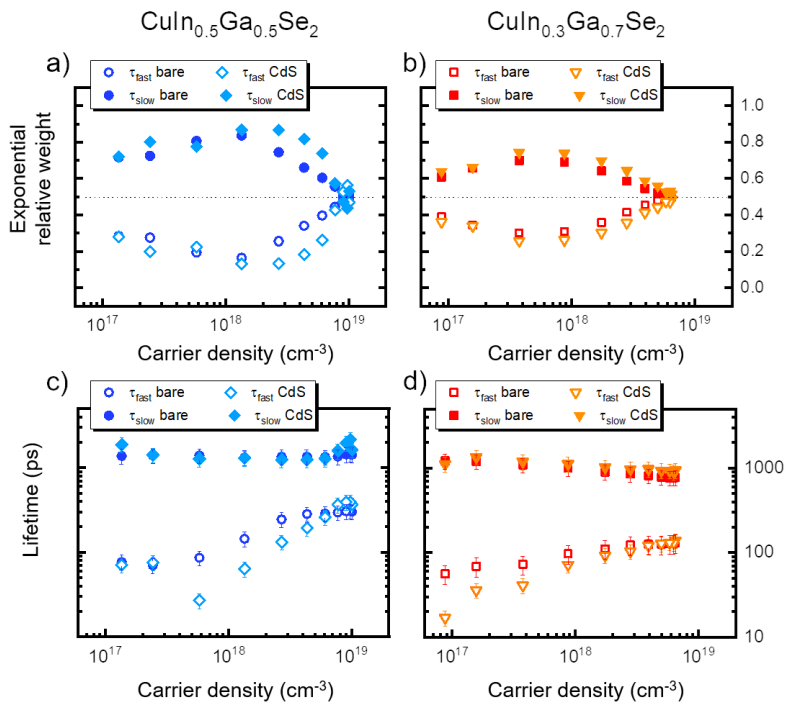 CuIn0.5Ga0.5Se2
CuIn0.3Ga0.7Se2
a)
τfast bare τfast CdS
τslow bare τslow CdS
b)
τfast bare τfast CdS
τslow bare τslow CdS
Exponential
relative weight
1.0
0.8
0.6
0.4
0.2
0.0
10^17 10^18 10^19
Carrier density (cm^-3)
10^17 10^18 10^19
Carrier density (cm^-3)
c)
τfast bare τfast CdS
τslow bare τslow CdS
d)
τfast bare τfast CdS
τslow bare τslow CdS
Lifetime (ps)
1000
100
10
10^17 10^18 10^19
Carrier density (cm^-3)
10^17 10^18 10^19
Carrier density (cm^-3)